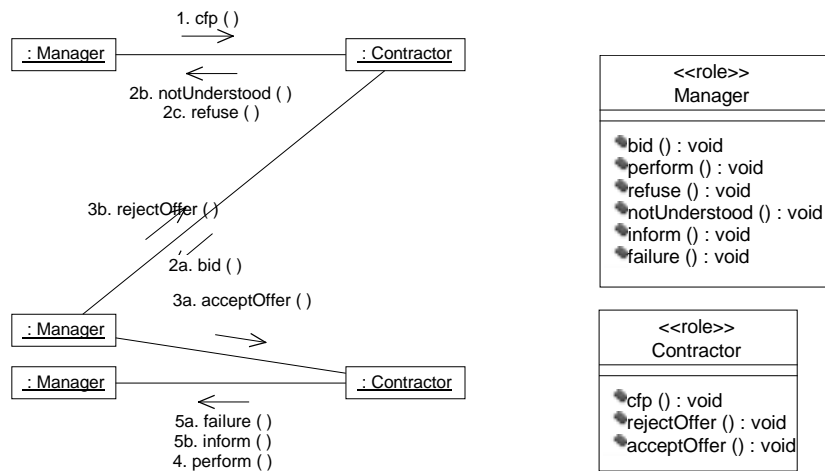 1. cfp ( )
: Manager
: Contractor
2b. notUnderstood ( )
2c. refuse ( )
3b. rejectOffer ( )
2a. bid ( )
3a. acceptOffer ( )
: Manager
: Manager
: Contractor
5a. failure ( )
5b. inform ( )
4. perform ( )
<<role>>
Manager
bid () : void
perform () : void
refuse () : void
notUnderstood () : void
inform () : void
failure () : void
<<role>>
Contractor
cfp () : void
rejectOffer () : void
acceptOffer () : void